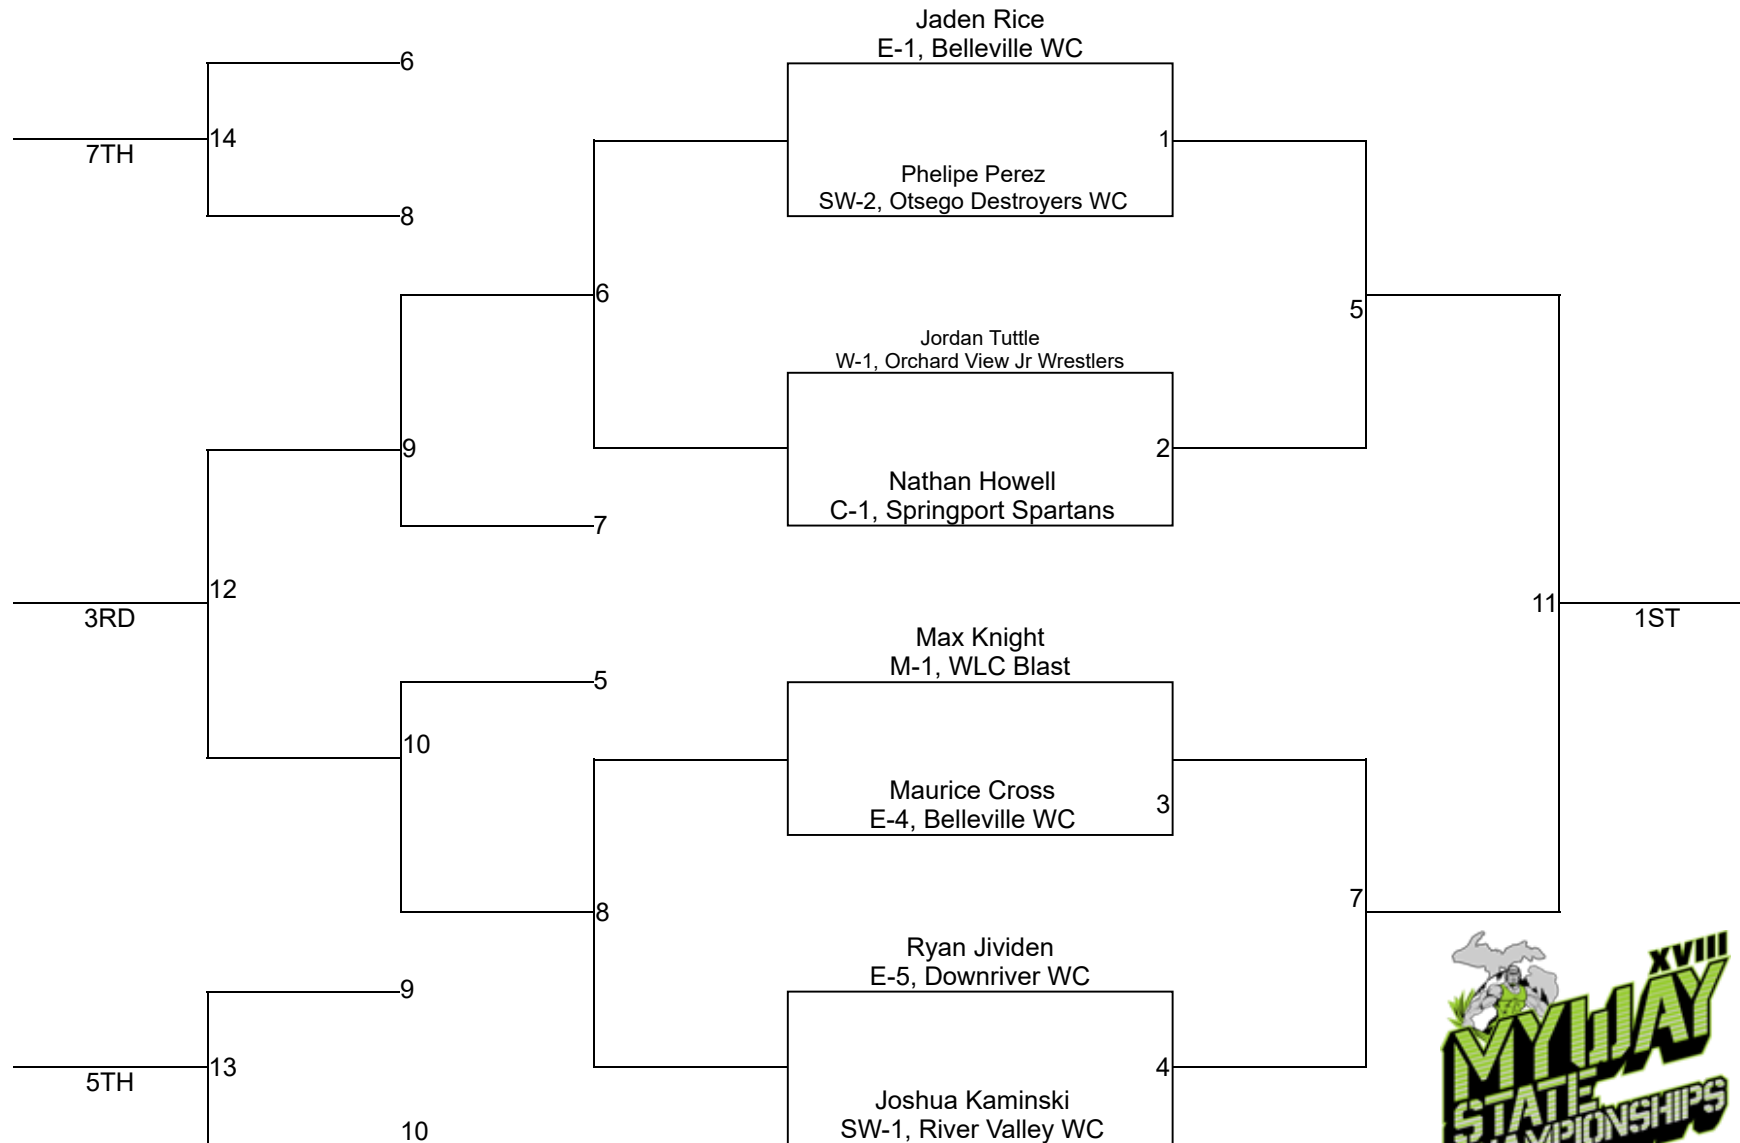 Jaden Rice
E-1, Belleville WC
6
14
7TH
1
Phelipe Perez
SW-2, Otsego Destroyers WC
8
6
5
Jordan Tuttle
W-1, Orchard View Jr Wrestlers
9
2
Nathan Howell
C-1, Springport Spartans
7
12
3RD
11
1ST
Max Knight
M-1, WLC Blast
5
10
Maurice Cross
E-4, Belleville WC
3
7
8
Ryan Jividen
E-5, Downriver WC
9
13
5TH
4
Joshua Kaminski
SW-1, River Valley WC
10
XVIII
MYWAY
STATE
CHAMPIONSHIPS